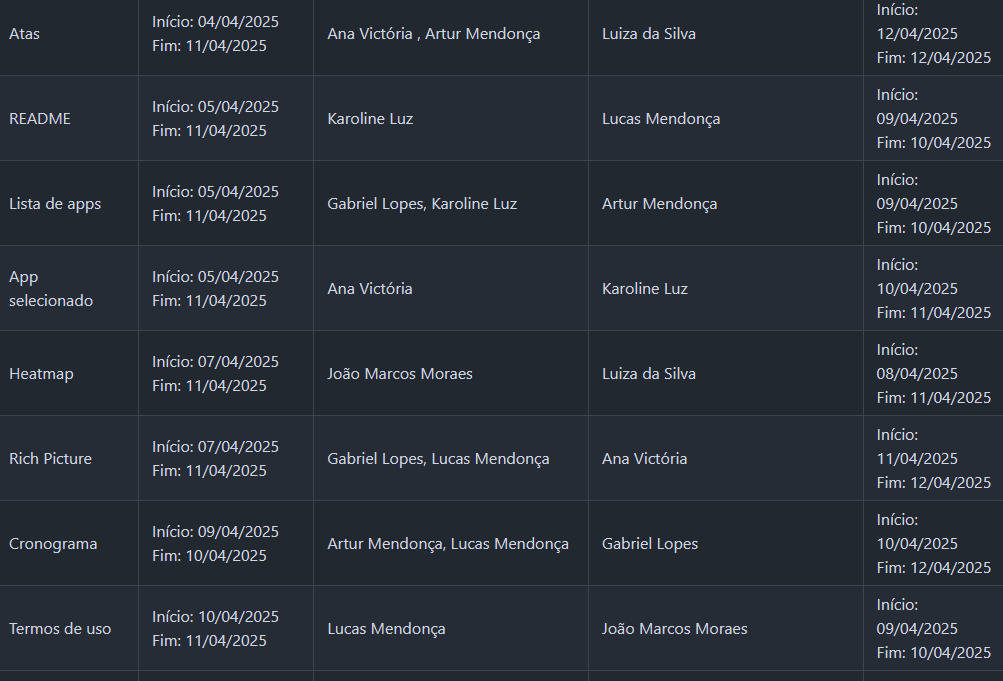 Atas
Início: 04/04/2025
Fim: 11/04/2025
Ana Victória , Artur Mendonça
Luiza da Silva
Início:
12/04/2025
Fim: 12/04/2025
README
Início: 05/04/2025
Fim: 11/04/2025
Karoline Luz
Lucas Mendonça
Início:
09/04/2025
Fim: 10/04/2025
Lista de apps
Início: 05/04/2025
Fim: 11/04/2025
Gabriel Lopes, Karoline Luz
Artur Mendonça
Início:
09/04/2025
Fim: 10/04/2025
App
selecionado
Início: 05/04/2025
Fim: 11/04/2025
Ana Victória
Karoline Luz
Início:
10/04/2025
Fim: 11/04/2025
Heatmap
Início: 07/04/2025
Fim: 11/04/2025
João Marcos Moraes
Luiza da Silva
Início:
08/04/2025
Fim: 11/04/2025
Rich Picture
Início: 07/04/2025
Fim: 11/04/2025
Gabriel Lopes, Lucas Mendonça
Ana Victória
Início:
11/04/2025
Fim: 12/04/2025
Cronograma
Início: 09/04/2025
Fim: 10/04/2025
Artur Mendonça, Lucas Mendonça
Gabriel Lopes
Início:
10/04/2025
Fim: 12/04/2025
Termos de uso
Início: 10/04/2025
Fim: 11/04/2025
Lucas Mendonça
João Marcos Moraes
Início:
09/04/2025
Fim: 10/04/2025